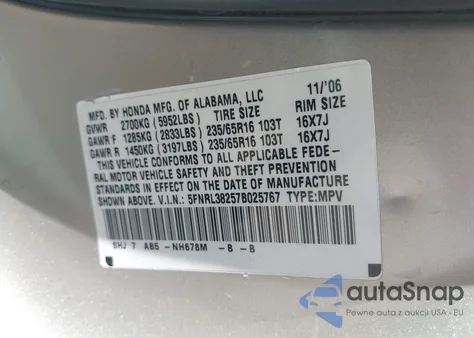 MFD. BY HONDA MFG. OF ALABAMA, LLC 11/'06
GVWR 2700KG (5952LBS) TIRE SIZE RIM SIZE
GAWR F 1285KG (2833LBS) 235/65R16 103T 16X7J
GAWR R 1450KG (3197LBS) 235/65R16 103T 16X7J
THIS VEHICLE CONFORMS TO ALL APPLICABLE FEDE-
RAL MOTOR VEHICLE SAFETY AND THEFT PREVENTION
STANDARDS IN EFFECT ON THE DATE OF MANUFACTURE
SHOWN ABOVE. V.I.N.: 5FNRL38257B025767 TYPE:MPV
SHJ 7 AB5 -NH678M -B -B
autoSnap
Pewne auto z aukcji USA - EU